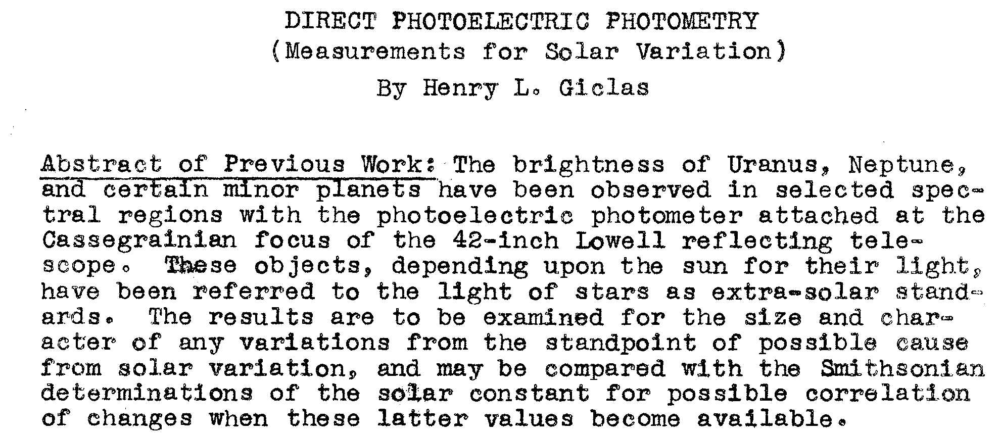 DIRECT PHOTOELECTRIC PHOTOMETRY
(Measurements for Solar Variation)
By Henry L. Giclas
Abstract of Previous Work: The brightness of Uranus, Neptune,
and certain minor planets have been observed in selected spec-
tral regions with the photoelectric photometer attached at the
Cassegrainian focus of the 42-inch Lowell reflecting tele-
scope. These objects, depending upon the sun for their light,
have been referred to the light of stars as extra-solar stand-
ards. The results are to be examined for the size and char-
acter of any variations from the standpoint of possible cause
from solar variation, and may be compared with the Smithsonian
determinations of the solar constant for possible correlation
of changes when these latter values become available.